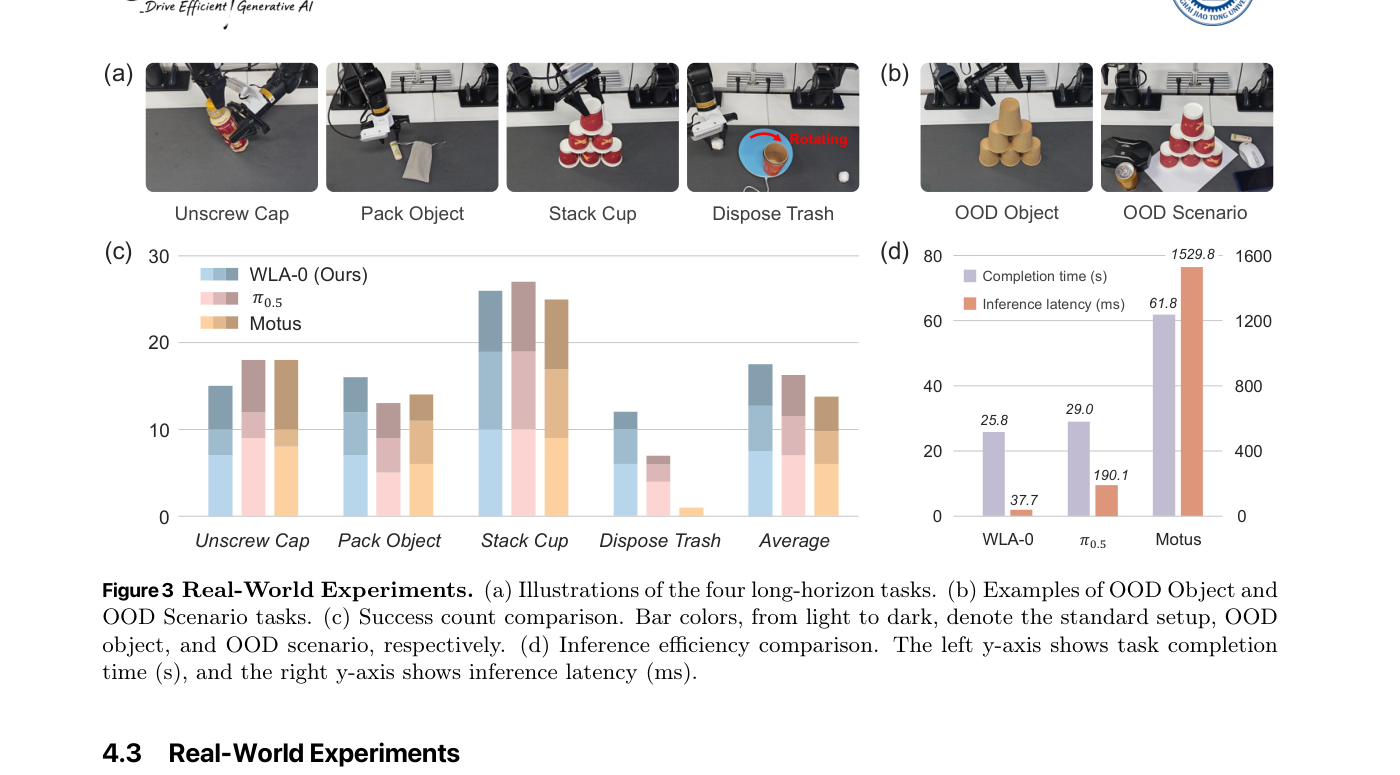 Drive Efficient Generative AI
(a)
(b)
Rotating
Unscrew Cap
Pack Object
Stack Cup
Dispose Trash
OOD Object
OOD Scenario
(c)
30
20
10
0
WLA-0 (Ours)
π0.5
Motus
Unscrew Cap
Pack Object
Stack Cup
Dispose Trash
Average
(d)
80
60
40
20
0
Completion time (s)
Inference latency (ms)
25.8
37.7
29.0
190.1
61.8
1529.8
1600
1200
800
400
0
WLA-0
π0.5
Motus
Figure 3 Real-World Experiments. (a) Illustrations of the four long-horizon tasks. (b) Examples of OOD Object and
OOD Scenario tasks. (c) Success count comparison. Bar colors, from light to dark, denote the standard setup, OOD
object, and OOD scenario, respectively. (d) Inference efficiency comparison. The left y-axis shows task completion
time (s), and the right y-axis shows inference latency (ms).
4.3 Real-World Experiments